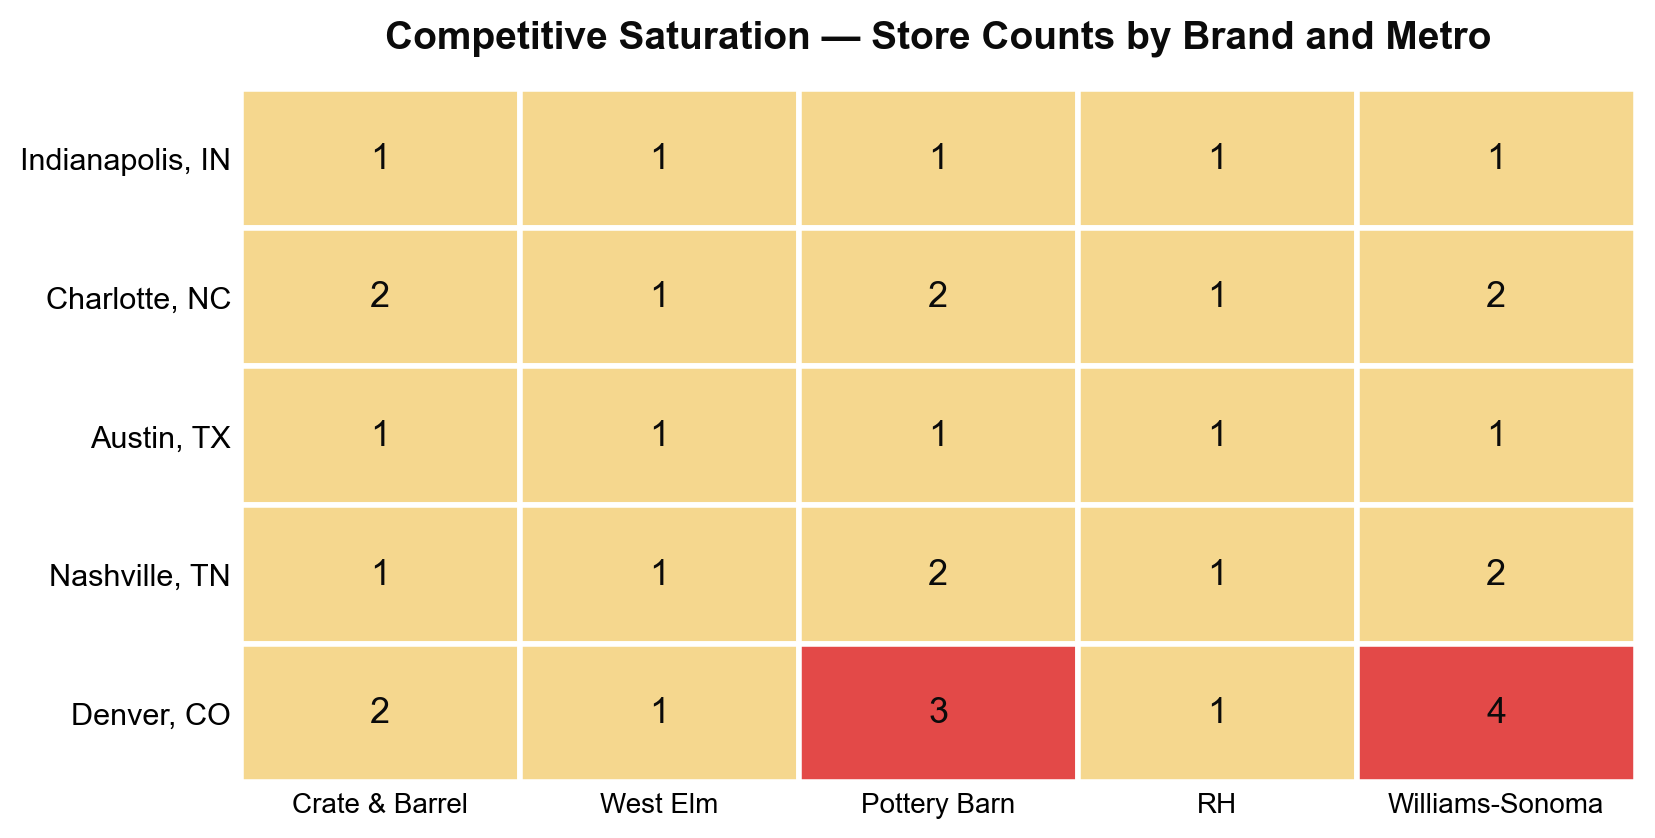 Competitive Saturation — Store Counts by Brand and Metro
Indianapolis, IN 1 1 1 1 1
Charlotte, NC 2 1 2 1 2
Austin, TX 1 1 1 1 1
Nashville, TN 1 1 2 1 2
Denver, CO 2 1 3 1 4
Crate & Barrel West Elm Pottery Barn RH Williams-Sonoma